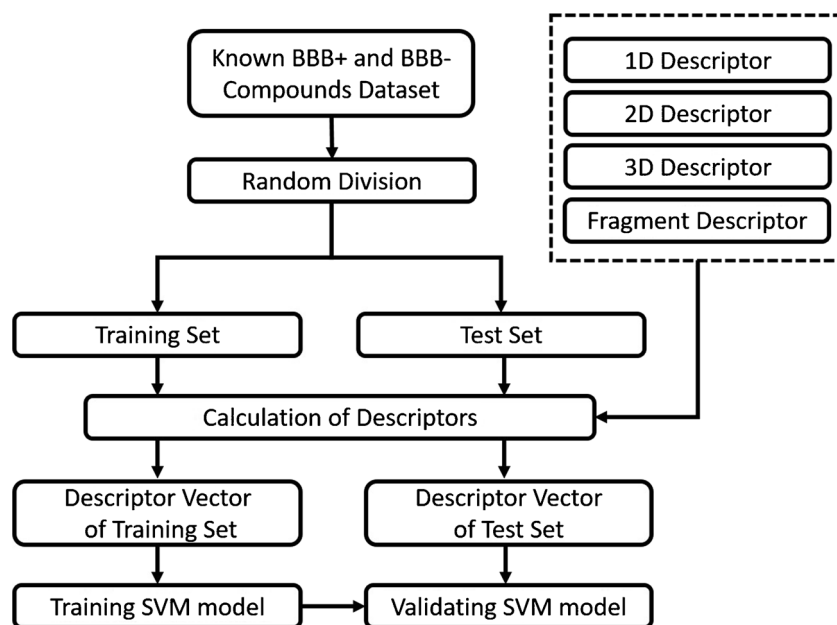 Known BBB+ and BBB-
Compounds Dataset
Random Division
1D Descriptor
2D Descriptor
3D Descriptor
Fragment Descriptor
Training Set
Test Set
Calculation of Descriptors
Descriptor Vector
of Training Set
Descriptor Vector
of Test Set
Training SVM model
Validating SVM model